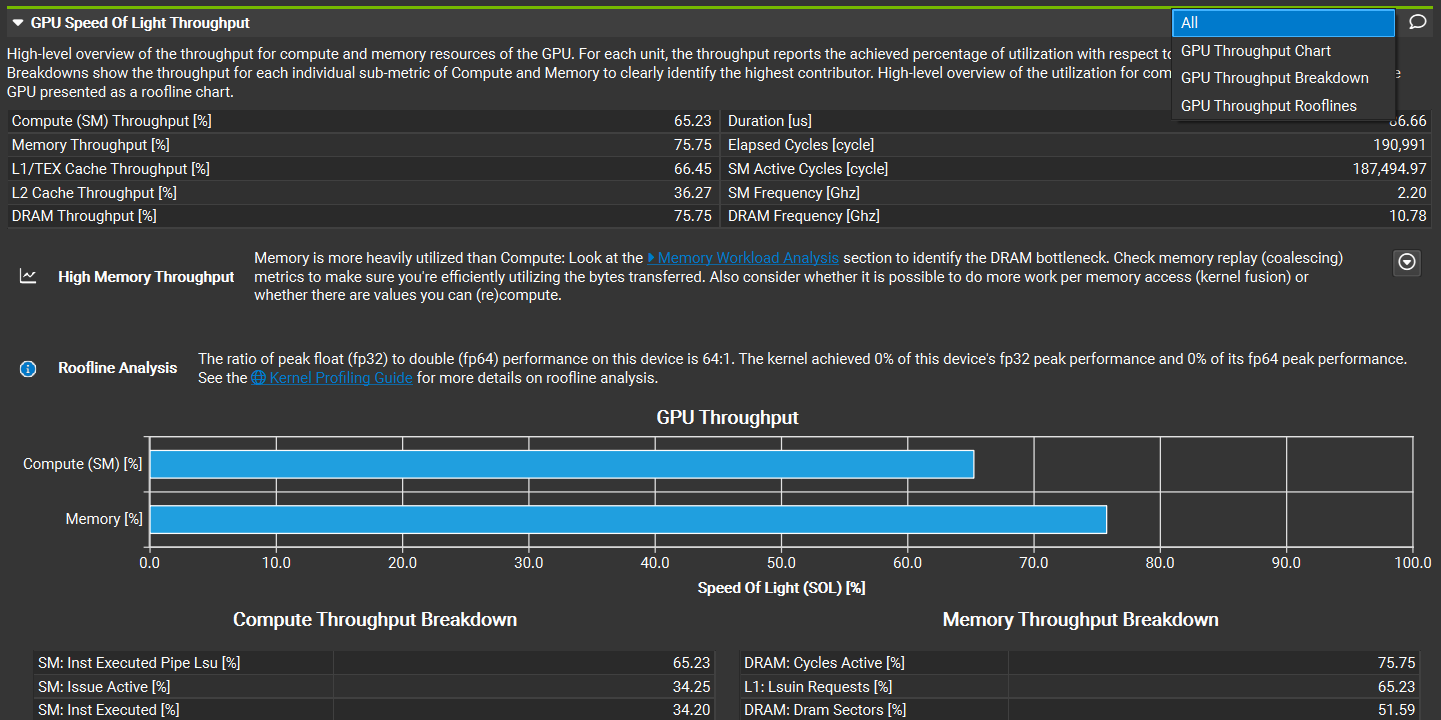 GPU Speed Of Light Throughput
All
GPU Throughput Chart
GPU Throughput Breakdown
GPU Throughput Rooflines
High-level overview of the throughput for compute and memory resources of the GPU. For each unit, the throughput reports the achieved percentage of utilization with respect to
Breakdowns show the throughput for each individual sub-metric of Compute and Memory to clearly identify the highest contributor. High-level overview of the utilization for
GPU presented as a roofline chart.
Compute (SM) Throughput [%] 65.23 Duration [us] 86.66
Memory Throughput [%] 75.75 Elapsed Cycles [cycle] 190,991
L1/TEX Cache Throughput [%] 66.45 SM Active Cycles [cycle] 187,494.97
L2 Cache Throughput [%] 36.27 SM Frequency [Ghz] 2.20
DRAM Throughput [%] 75.75 DRAM Frequency [Ghz] 10.78
High Memory Throughput
Memory is more heavily utilized than Compute: Look at the Memory Workload Analysis section to identify the DRAM bottleneck. Check memory replay (coalescing)
metrics to make sure you're efficiently utilizing the bytes transferred. Also consider whether it is possible to do more work per memory access (kernel fusion) or
whether there are values you can (re)compute.
Roofline Analysis
The ratio of peak float (fp32) to double (fp64) performance on this device is 64:1. The kernel achieved 0% of this device's fp32 peak performance and 0% of its fp64 peak performance.
See the Kernel Profiling Guide for more details on roofline analysis.
GPU Throughput
Compute (SM) [%]
Memory [%]
0.0 10.0 20.0 30.0 40.0 50.0 60.0 70.0 80.0 90.0 100.0
Speed Of Light (SOL) [%]
Compute Throughput Breakdown
SM: Inst Executed Pipe Lsu [%] 65.23
SM: Issue Active [%] 34.25
SM: Inst Executed [%] 34.20
Memory Throughput Breakdown
DRAM: Cycles Active [%] 75.75
L1: Lsuin Requests [%] 65.23
DRAM: Dram Sectors [%] 51.59